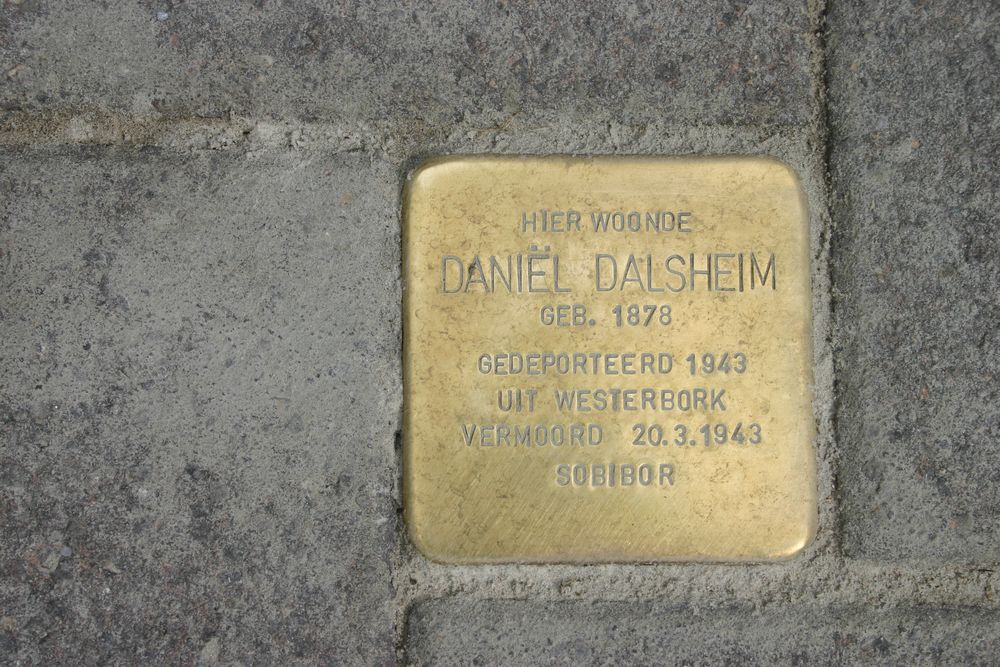 HIER WOONDE
DANIËL DALSHEIM
GEB. 1878
GEDEPORTEERD 1943
UIT WESTERBORK
VERMOORD 20.3.1943
SOBIBOR